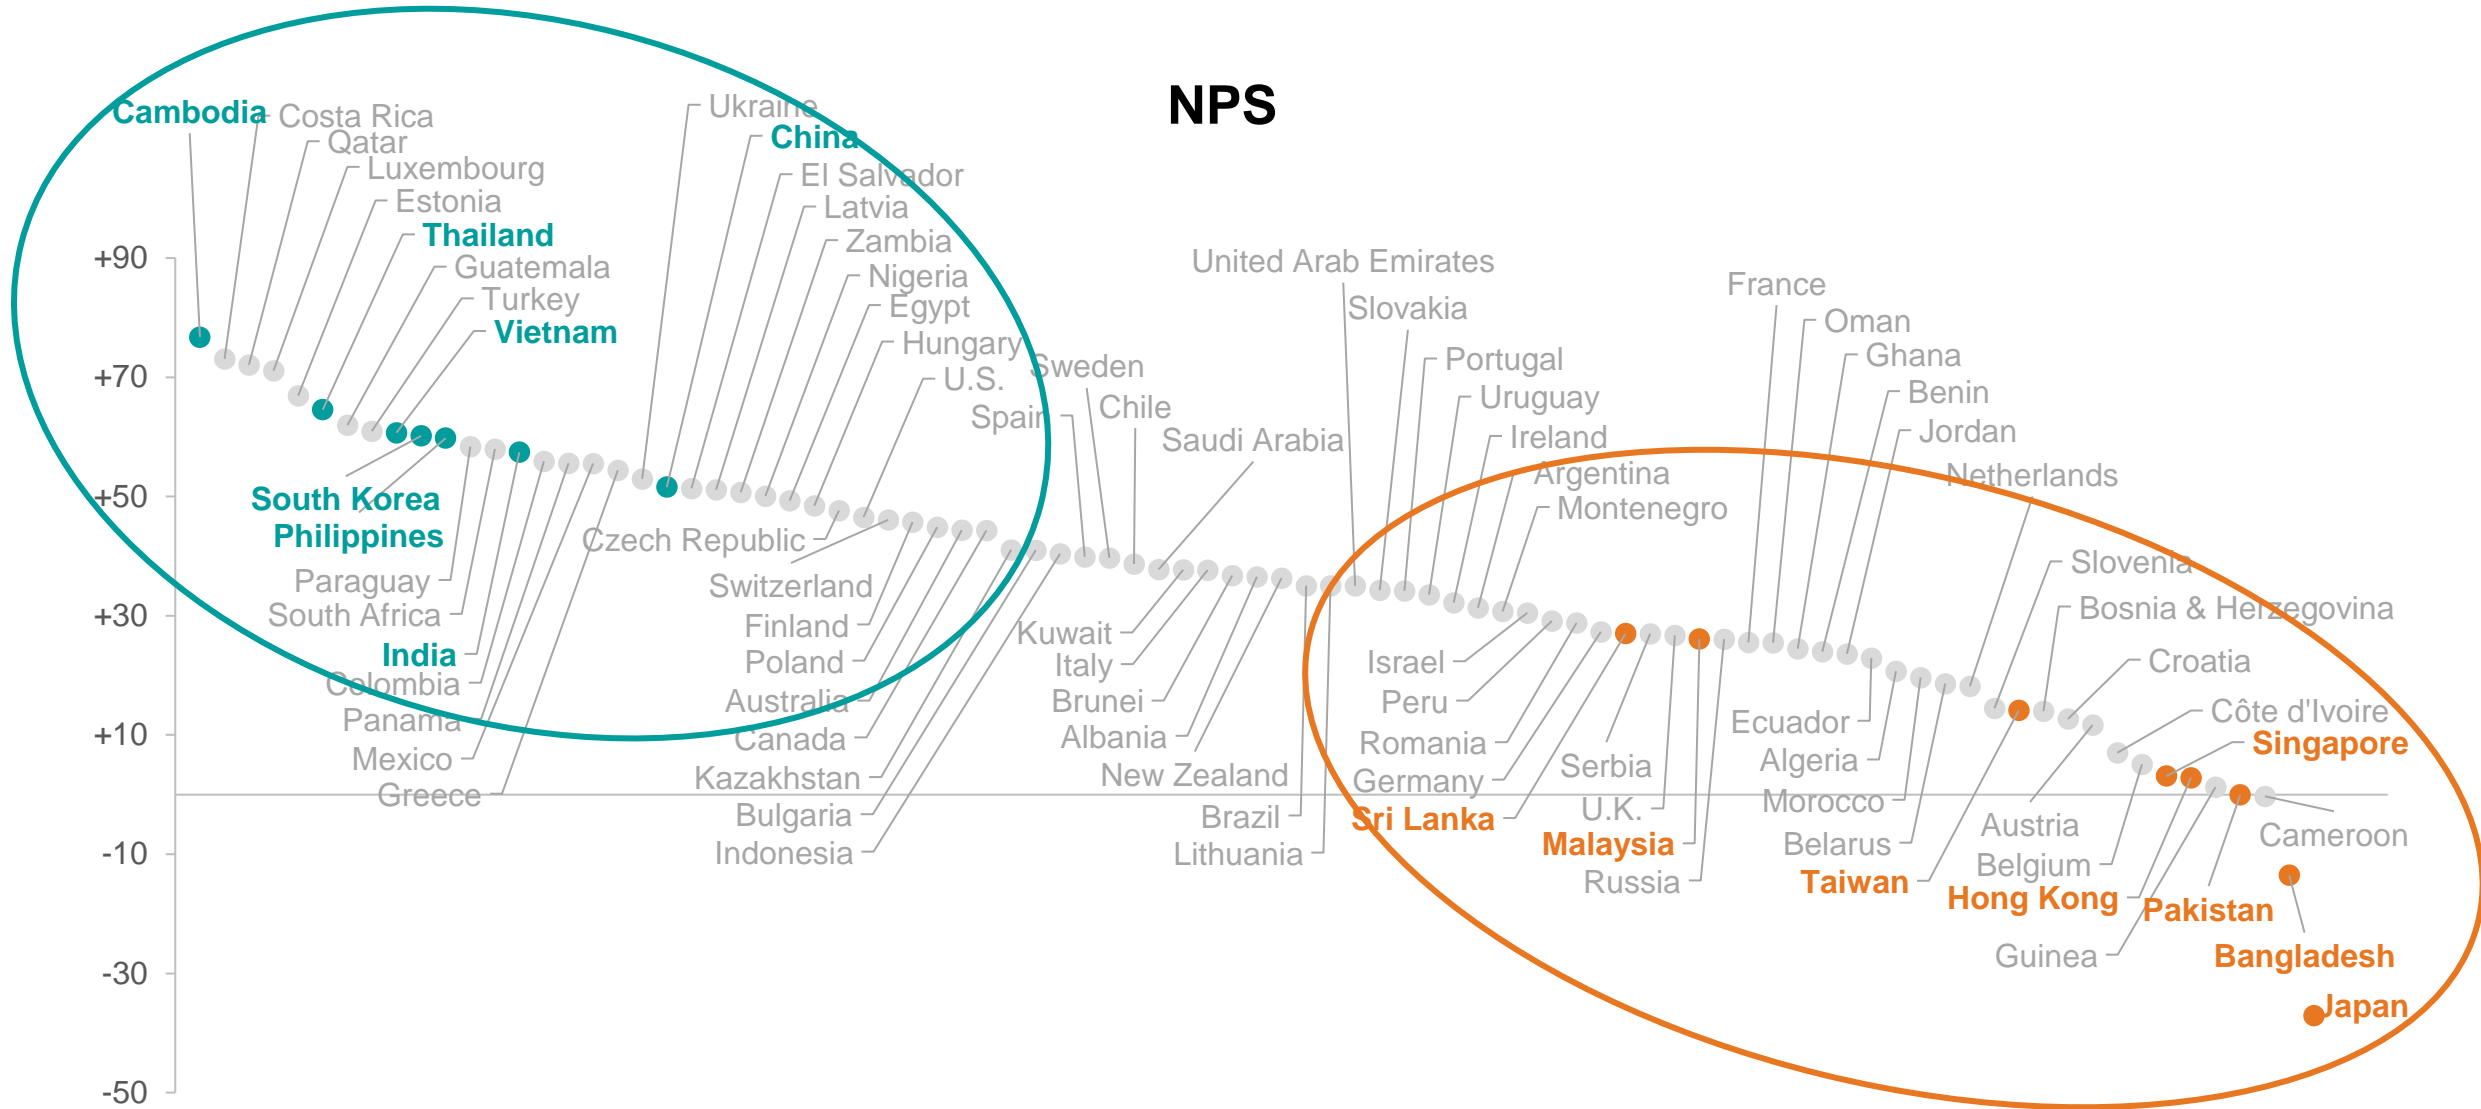 NPS
Cambodia
Costa Rica
Qatar
Luxembourg
Estonia
Thailand
Guatemala
Turkey
Vietnam
Ukraine
China
El Salvador
Latvia
Zambia
Nigeria
Egypt
Hungary
U.S.
Spain
Sweden
Chile
Saudi Arabia
United Arab Emirates
Slovakia
Portugal
Uruguay
Ireland
Argentina
Montenegro
France
Oman
Ghana
Benin
Jordan
Netherlands
Slovenia
Bosnia & Herzegovina
Croatia
Côte d'Ivoire
Singapore
+90
+70
+50
+30
+10
-10
-30
-50
South Korea
Philippines
Paraguay
South Africa
India
Colombia
Panama
Mexico
Greece
Czech Republic
Switzerland
Finland
Poland
Australia
Canada
Kazakhstan
Bulgaria
Indonesia
Kuwait
Italy
Brunei
Albania
New Zealand
Brazil
Lithuania
Israel
Peru
Romania
Germany
Sri Lanka
Serbia
U.K.
Malaysia
Russia
Ecuador
Algeria
Morocco
Belarus
Taiwan
Austria
Belgium
Hong Kong
Guinea
Pakistan
Cameroon
Bangladesh
Japan